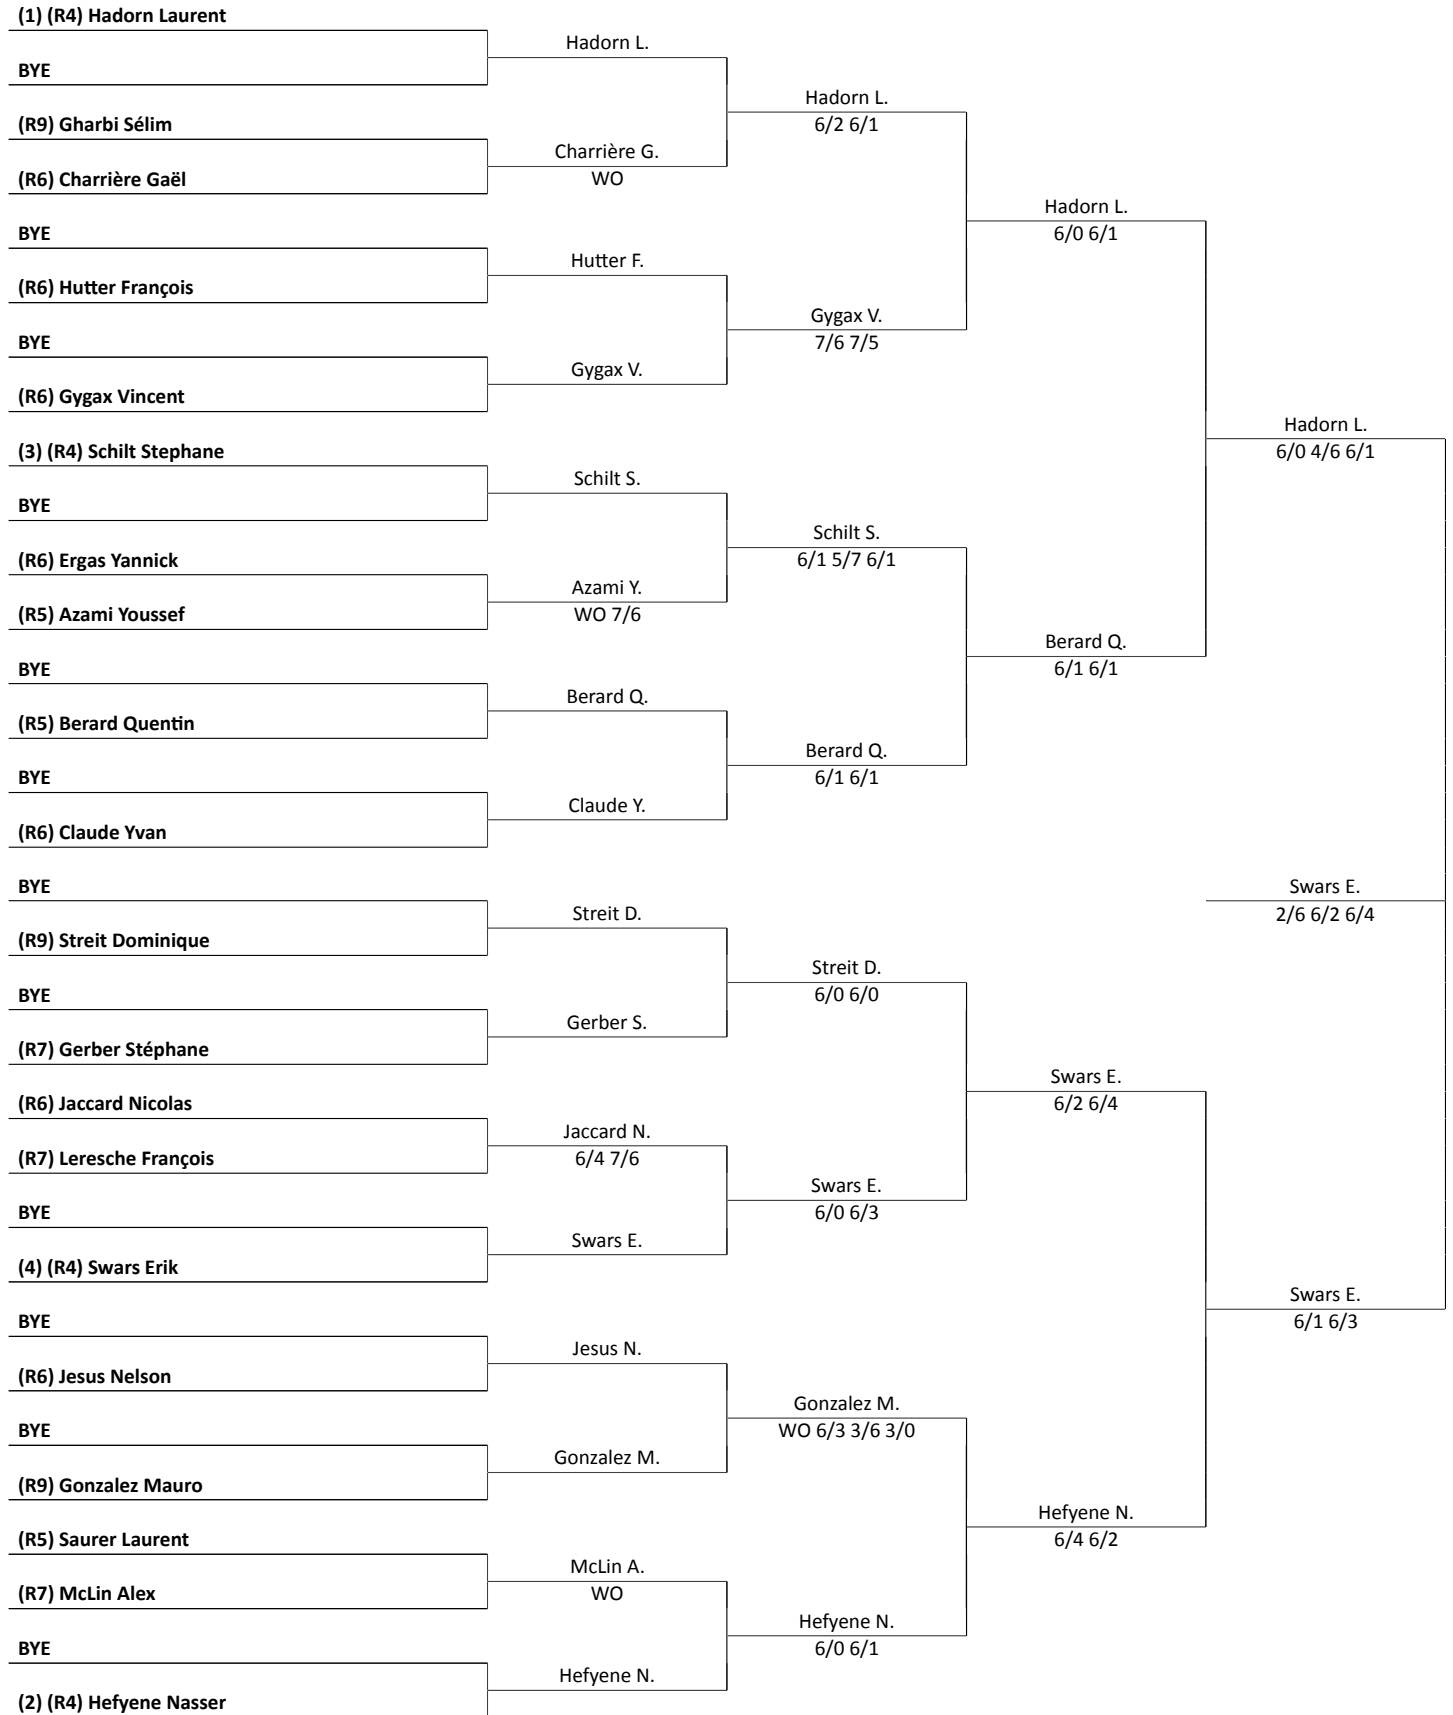 (1) (R4) Hadorn Laurent
BYE
(R9) Gharbi Sélim
(R6) Charrière Gaël
BYE
(R6) Hutter François
BYE
(R6) Gygax Vincent
(3) (R4) Schilt Stephane
BYE
(R6) Ergas Yannick
(R5) Azami Youssef
BYE
(R5) Berard Quentin
BYE
(R6) Claude Yvan
BYE
(R9) Streit Dominique
BYE
(R7) Gerber Stéphane
(R6) Jaccard Nicolas
(R7) Leresche François
BYE
(4) (R4) Swars Erik
BYE
(R6) Jesus Nelson
BYE
(R9) Gonzalez Mauro
(R5) Saurer Laurent
(R7) McLin Alex
BYE
(2) (R4) Hefyene Nasser
Hadorn L.
Charrière G.
WO
Hutter F.
Gygax V.
Schilt S.
Azami Y.
WO 7/6
Berard Q.
Claude Y.
Streit D.
Gerber S.
Jaccard N.
6/4 7/6
Swars E.
Jesus N.
Gonzalez M.
McLin A.
WO
Hefyene N.
Hadorn L.
6/2 6/1
Gygax V.
7/6 7/5
Schilt S.
6/1 5/7 6/1
Berard Q.
6/1 6/1
Streit D.
6/0 6/0
Swars E.
6/0 6/3
Gonzalez M.
WO 6/3 3/6 3/0
Hefyene N.
6/0 6/1
Hadorn L.
6/0 6/1
Berard Q.
6/1 6/1
Swars E.
6/2 6/4
Hefyene N.
6/4 6/2
Hadorn L.
6/0 4/6 6/1
Swars E.
2/6 6/2 6/4
Swars E.
6/1 6/3